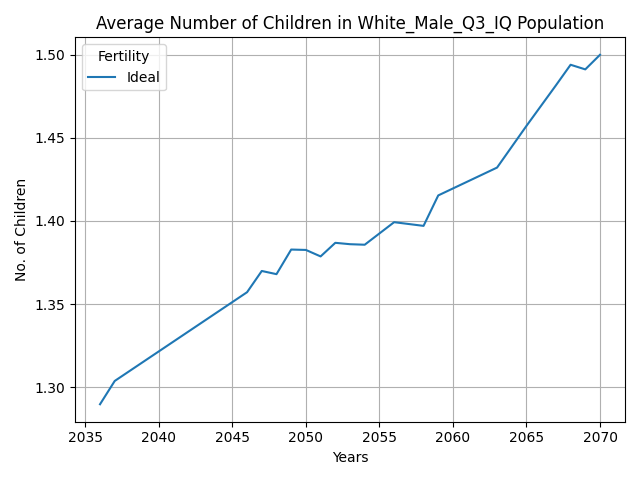 Average Number of Children in White_Male_Q3_IQ Population
Fertility
Ideal
1.50
1.45
1.40
1.35
1.30
No. of Children
2035 2040 2045 2050 2055 2060 2065 2070
Years